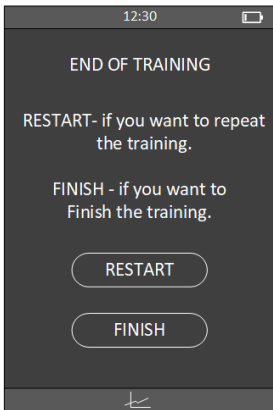 12:30
END OF TRAINING
RESTART- if you want to repeat
the training.
FINISH - if you want to
Finish the training.
RESTART
FINISH